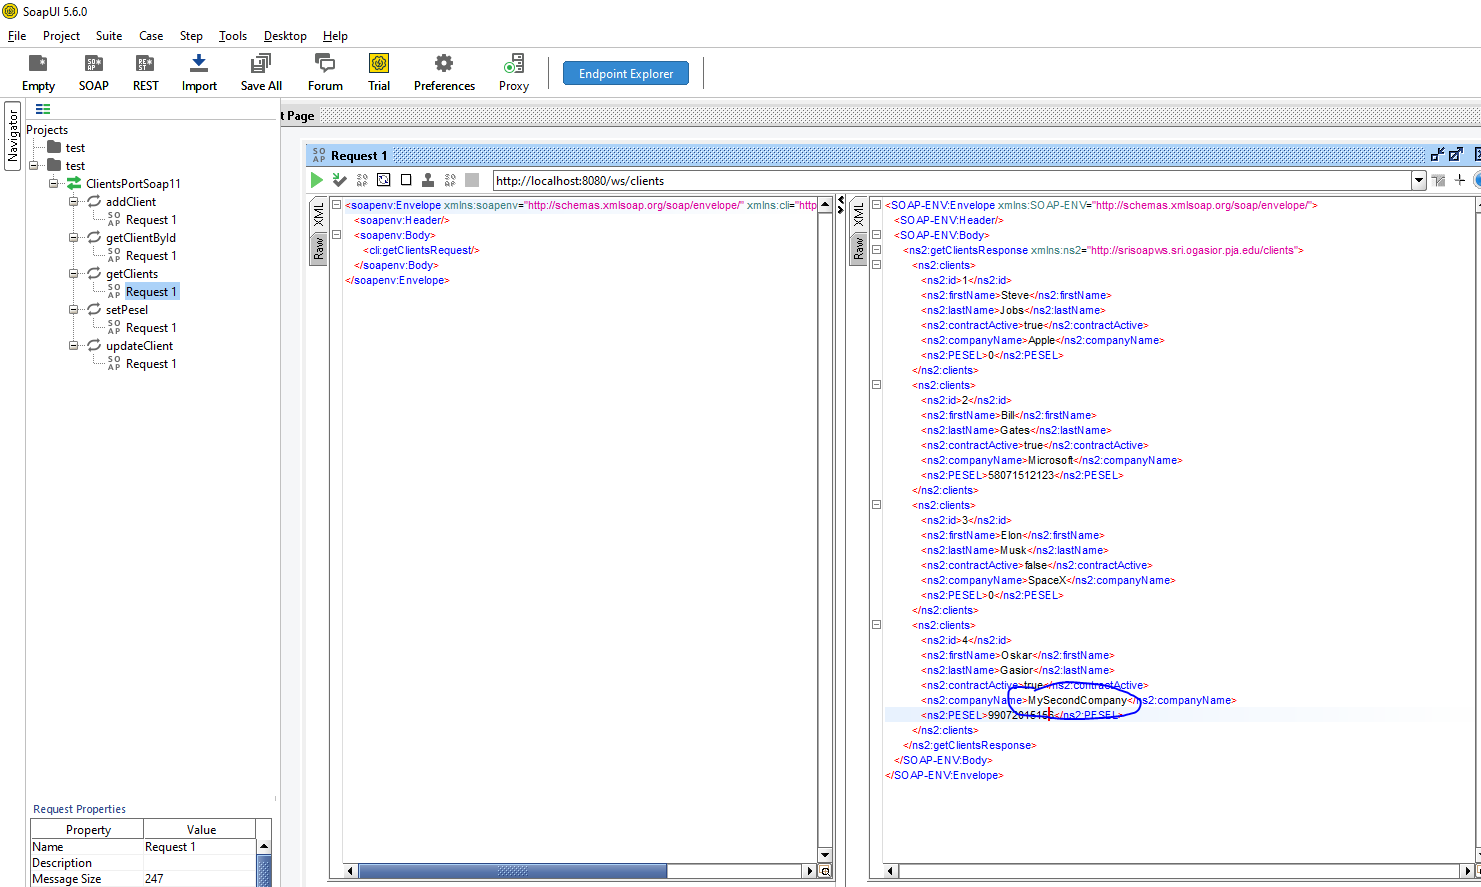 SoapUI 5.6.0
File Project Suite Case Step Tools Desktop Help
Empty SOAP REST Import Save All Forum Trial Preferences Proxy Endpoint Explorer
Navigator
t Page
Projects
test
test
ClientsPortSoap11
addClient
Request 1
getClientById
Request 1
getClients
Request 1
setPesel
Request 1
updateClient
Request 1
Request Properties
Property Value
Name Request 1
Description
Message Size 247
Request 1
http://localhost:8080/ws/clients
XML
Raw
<soapenv:Envelope xmlns:soapenv="http://schemas.xmlsoap.org/soap/envelope/" xmlns:cli="http
<soapenv:Header/>
<soapenv:Body>
<cli:getClientsRequest/>
</soapenv:Body>
</soapenv:Envelope>
XML
Raw
<SOAP-ENV:Envelope xmlns:SOAP-ENV="http://schemas.xmlsoap.org/soap/envelope/">
<SOAP-ENV:Header/>
<SOAP-ENV:Body>
<ns2:getClientsResponse xmlns:ns2="http://srisoapws.sri.ogasior.pja.edu/clients">
<ns2:clients>
<ns2:id>1</ns2:id>
<ns2:firstName>Steve</ns2:firstName>
<ns2:lastName>Jobs</ns2:lastName>
<ns2:contractActive>true</ns2:contractActive>
<ns2:companyName>Apple</ns2:companyName>
<ns2:PESEL>0</ns2:PESEL>
</ns2:clients>
<ns2:clients>
<ns2:id>2</ns2:id>
<ns2:firstName>Bill</ns2:firstName>
<ns2:lastName>Gates</ns2:lastName>
<ns2:contractActive>true</ns2:contractActive>
<ns2:companyName>Microsoft</ns2:companyName>
<ns2:PESEL>58071512123</ns2:PESEL>
</ns2:clients>
<ns2:clients>
<ns2:id>3</ns2:id>
<ns2:firstName>Elon</ns2:firstName>
<ns2:lastName>Musk</ns2:lastName>
<ns2:contractActive>false</ns2:contractActive>
<ns2:companyName>SpaceX</ns2:companyName>
<ns2:PESEL>0</ns2:PESEL>
</ns2:clients>
<ns2:clients>
<ns2:id>4</ns2:id>
<ns2:firstName>Oskar</ns2:firstName>
<ns2:lastName>Gasior</ns2:lastName>
<ns2:contractActive>true</ns2:contractActive>
<ns2:companyName>MySecondCompany</ns2:companyName>
<ns2:PESEL>99072015156</ns2:PESEL>
</ns2:clients>
</ns2:getClientsResponse>
</SOAP-ENV:Body>
</SOAP-ENV:Envelope>